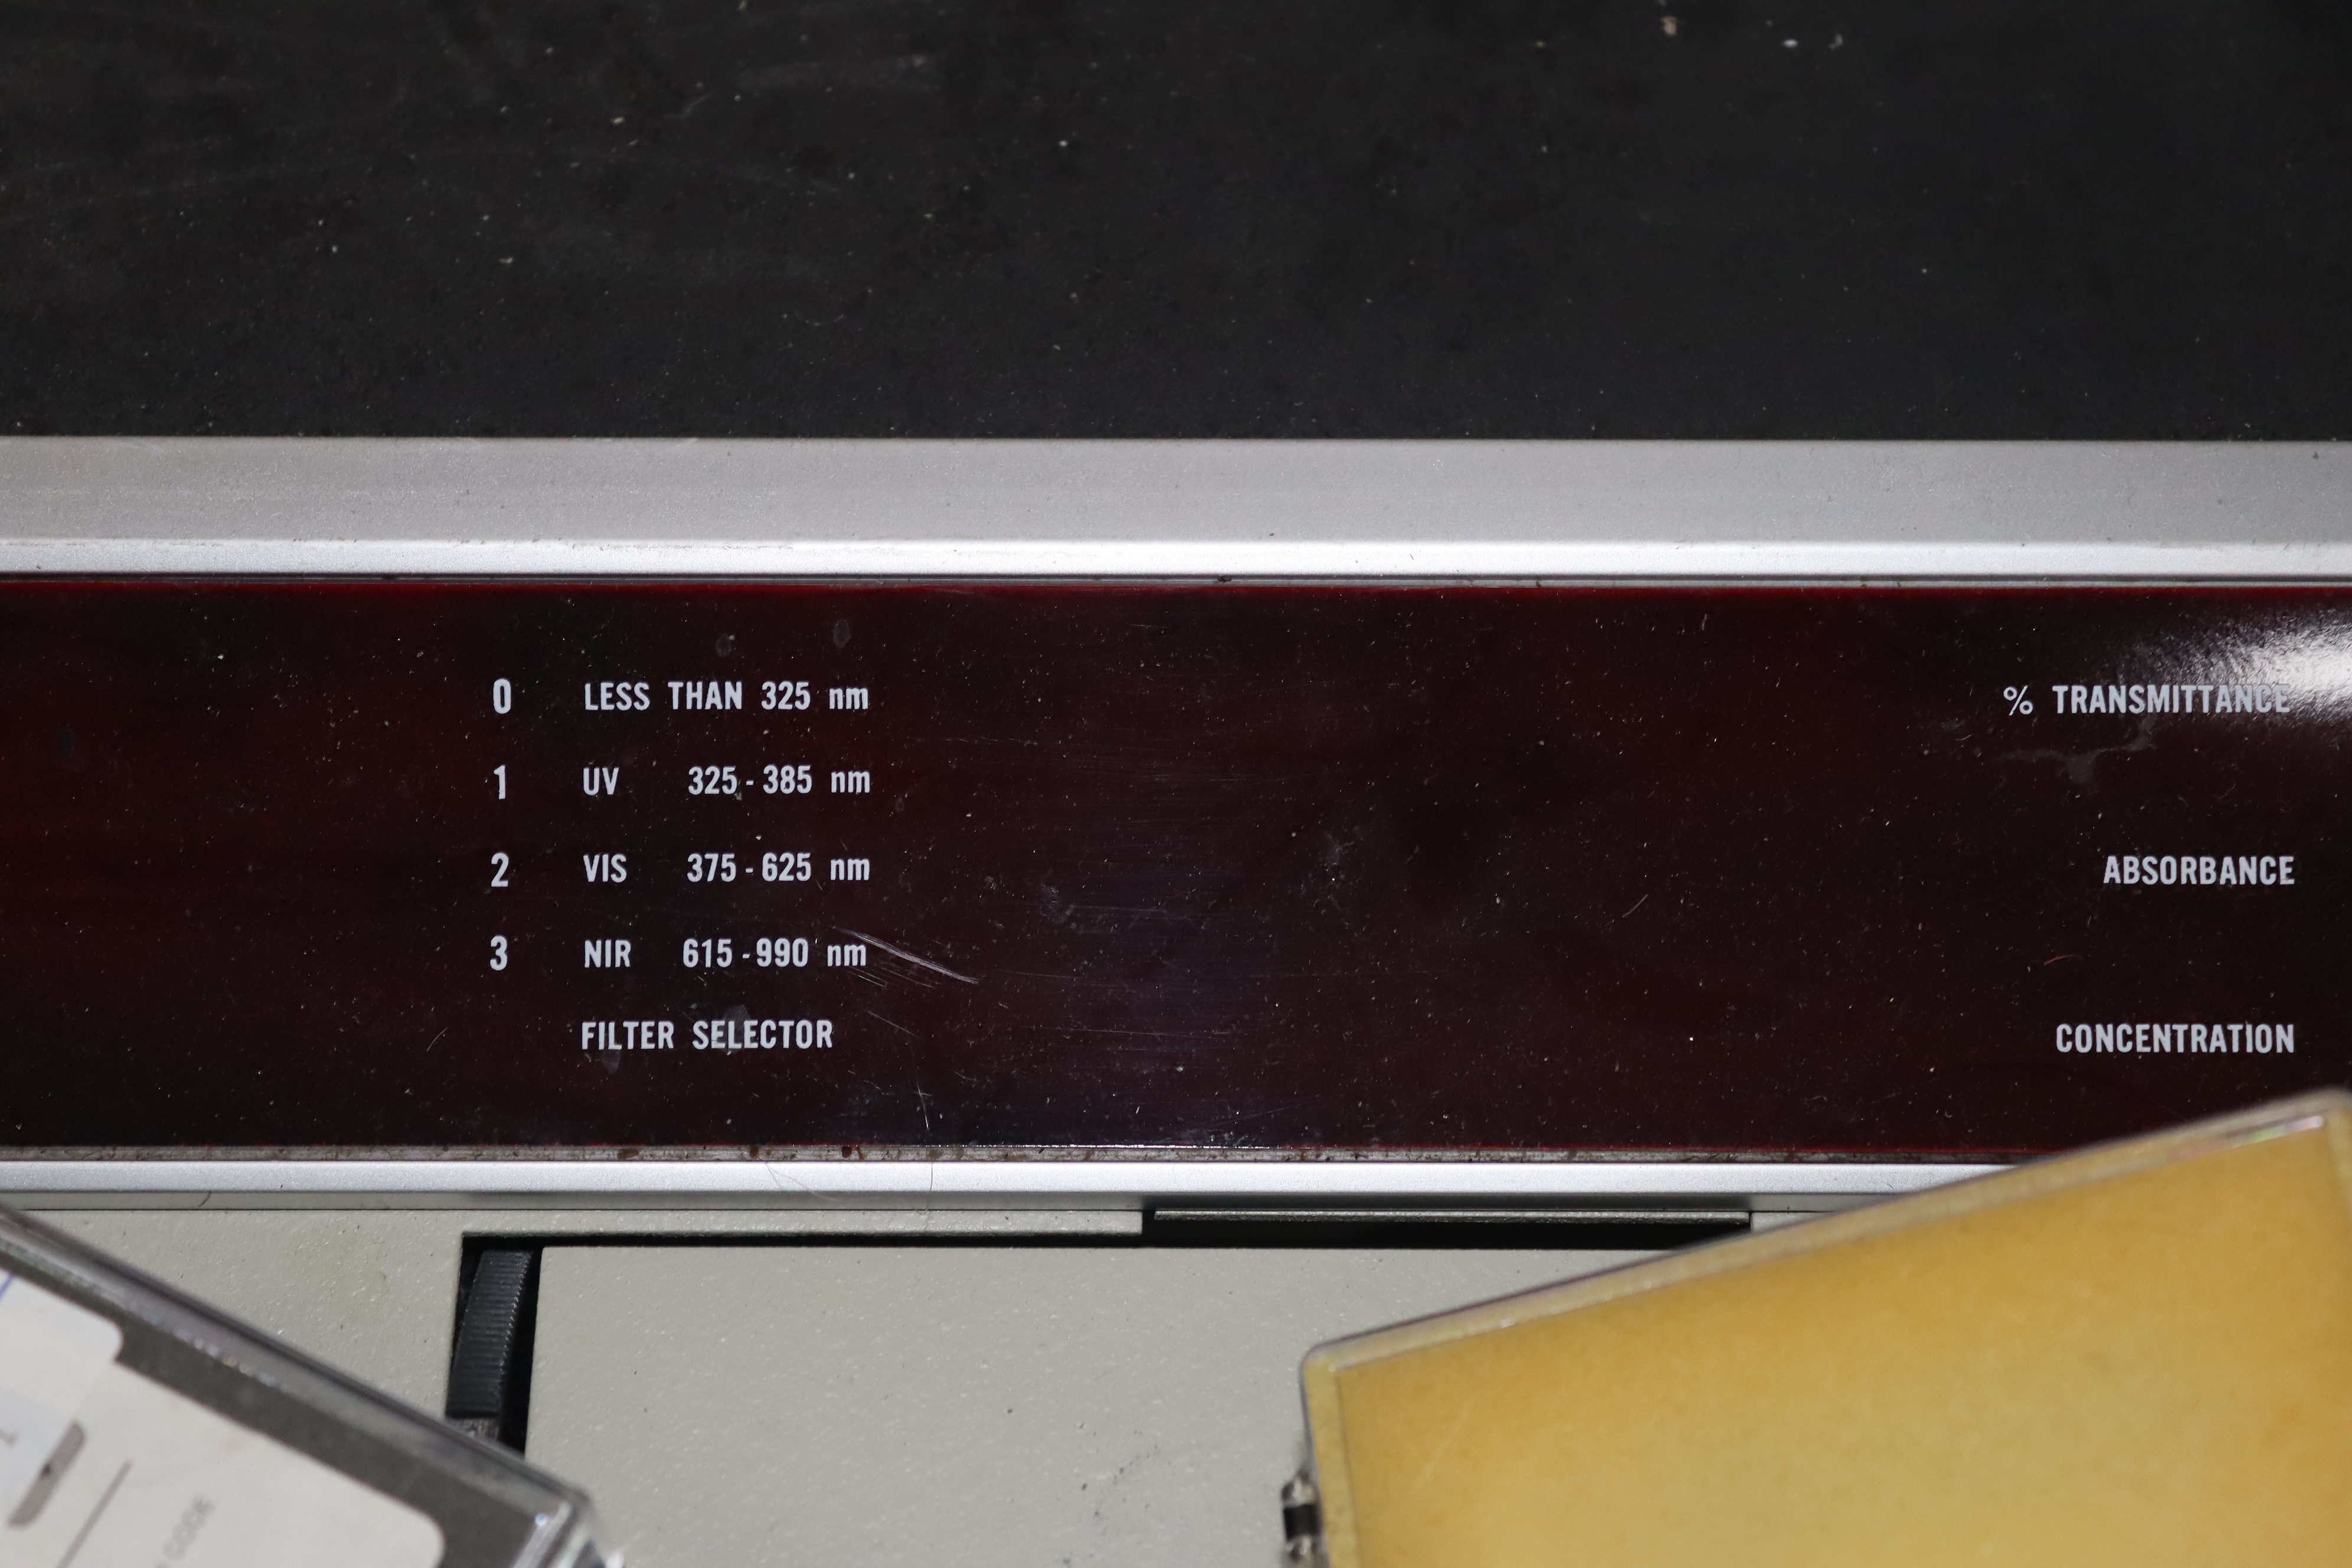 0 LESS THAN 325 nm
1 UV 325-385 nm
2 VIS 375-625 nm
3 NIR 615-990 nm
FILTER SELECTOR
% TRANSMITTANCE
ABSORBANCE
CONCENTRATION
CODE